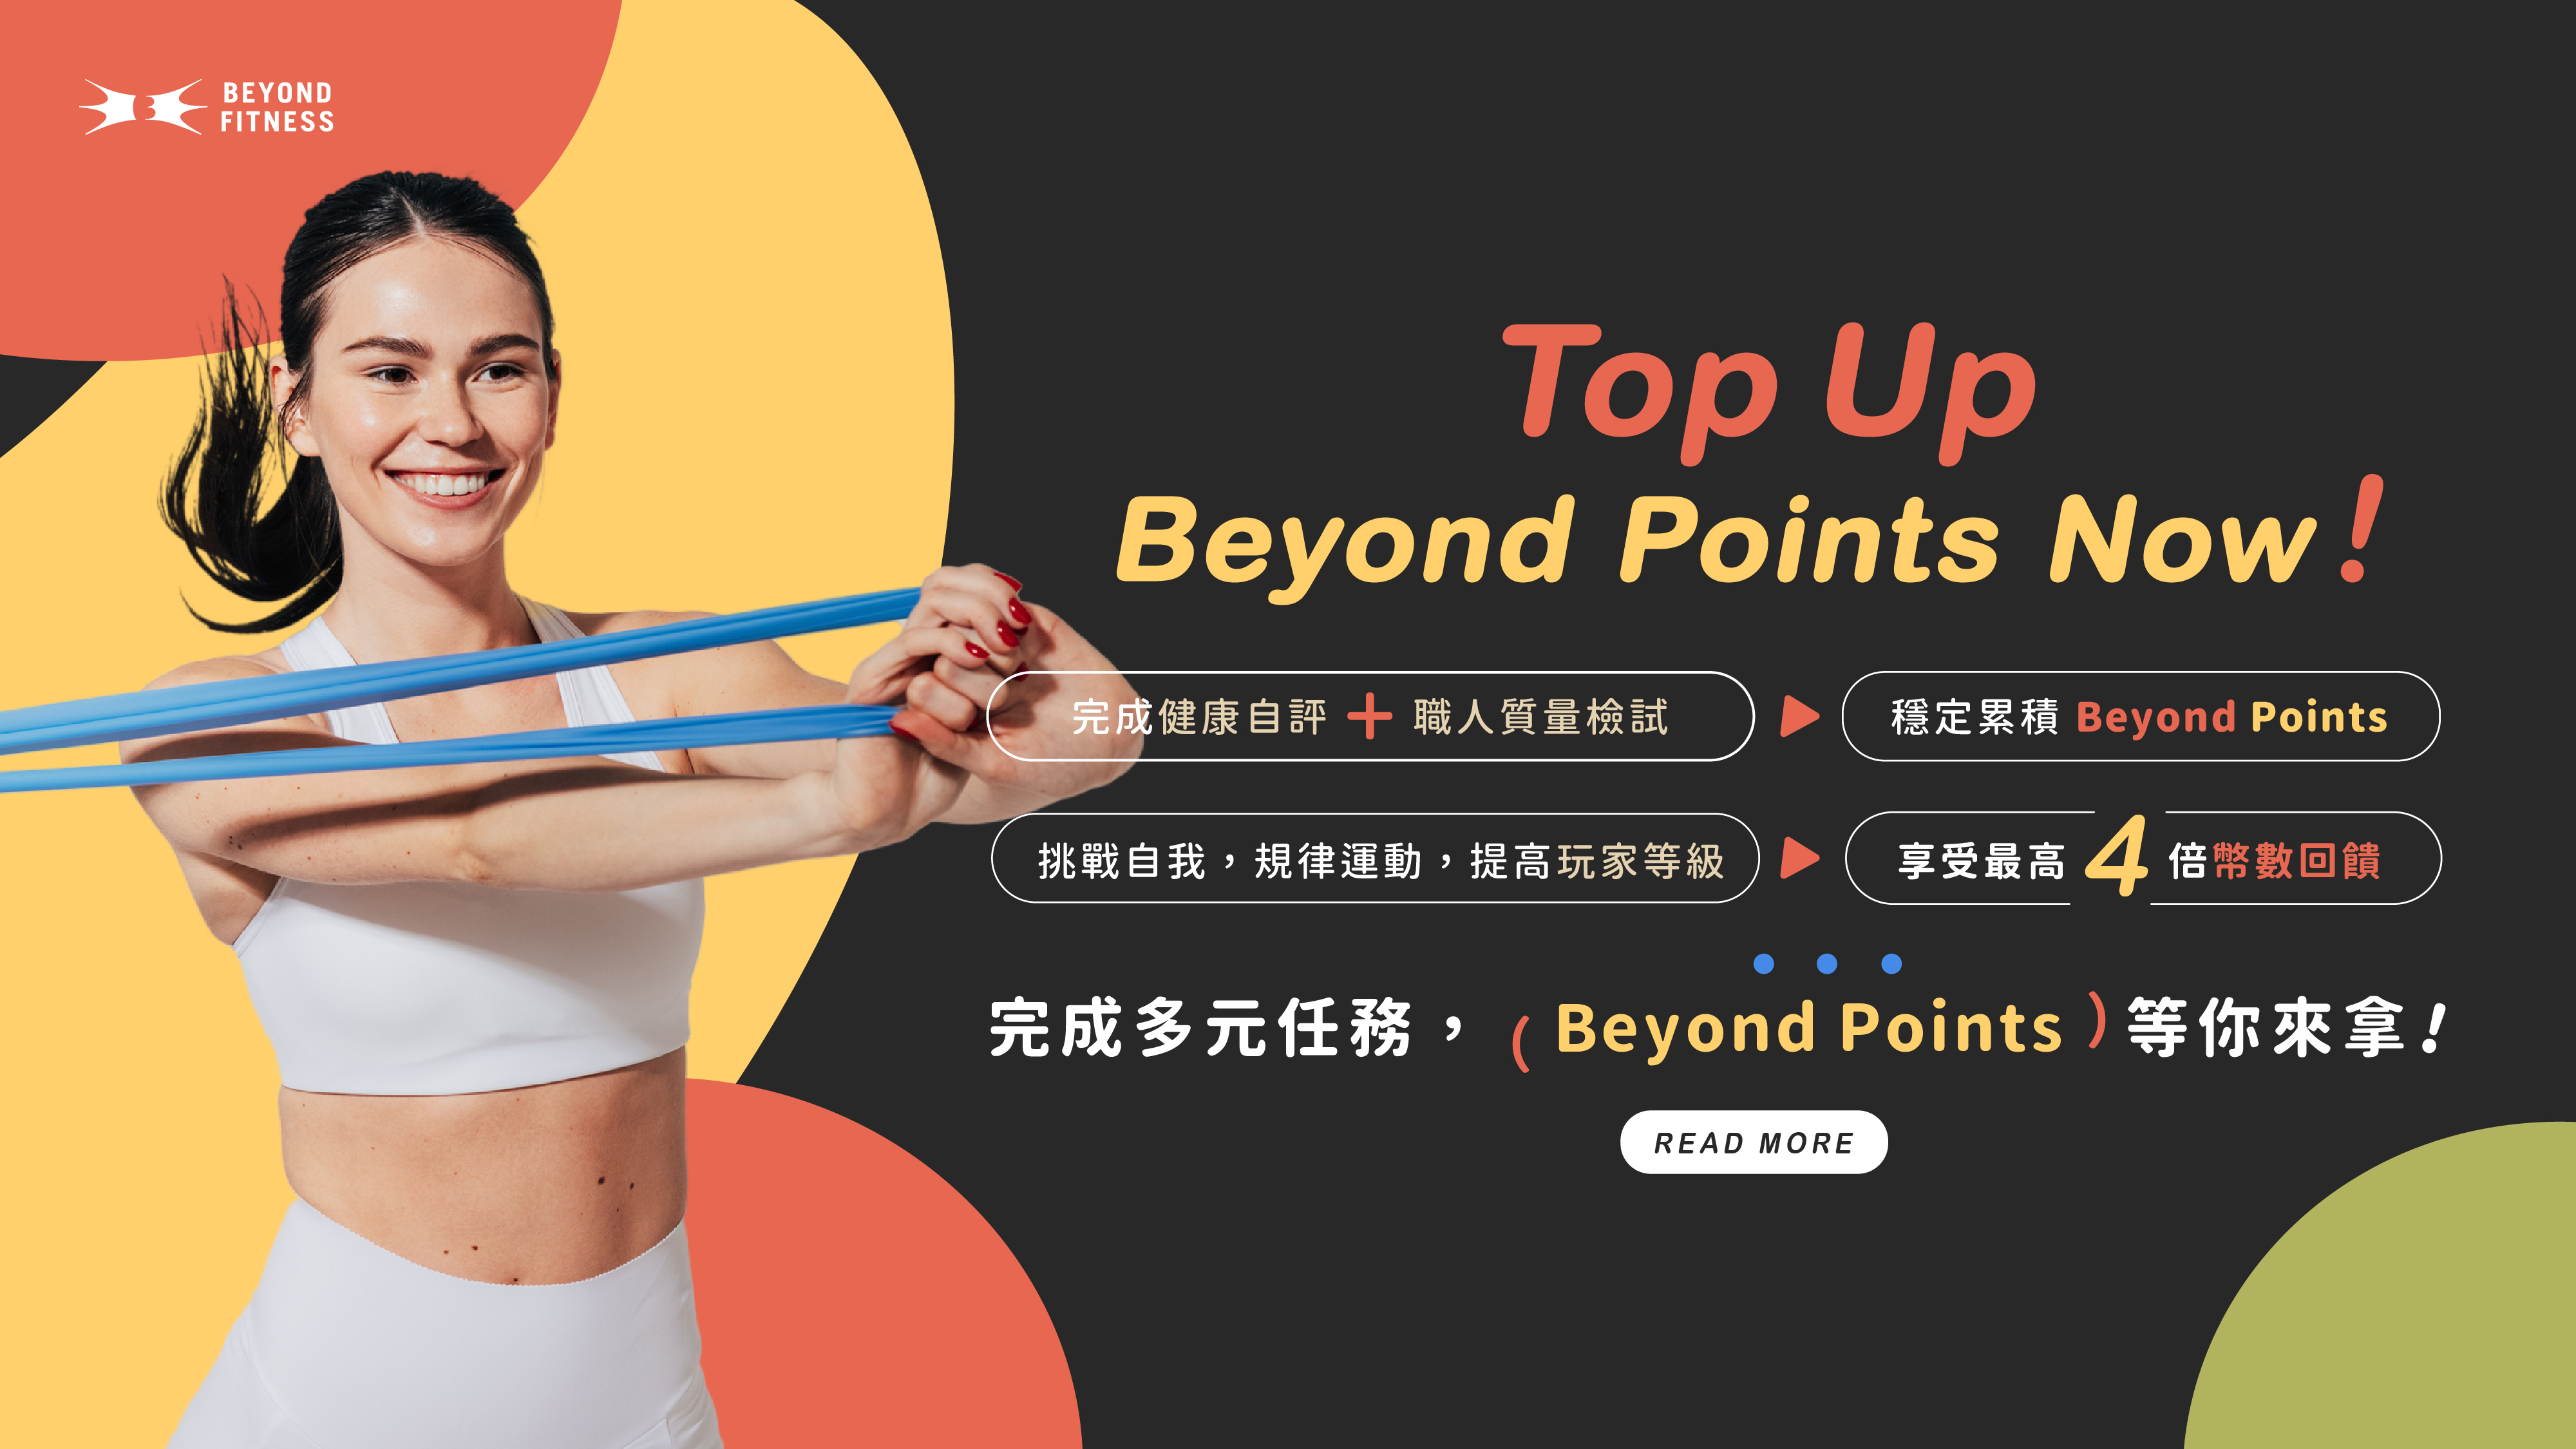 BEYOND
FITNESS
Top Up
Beyond Points Now!
完成健康自評 + 職人質量檢試
穩定累積 Beyond Points
挑戰自我，規律運動，提高玩家等級
享受最高 4 倍幣數回饋
完成多元任務，( Beyond Points ) 等你來拿!
READ MORE